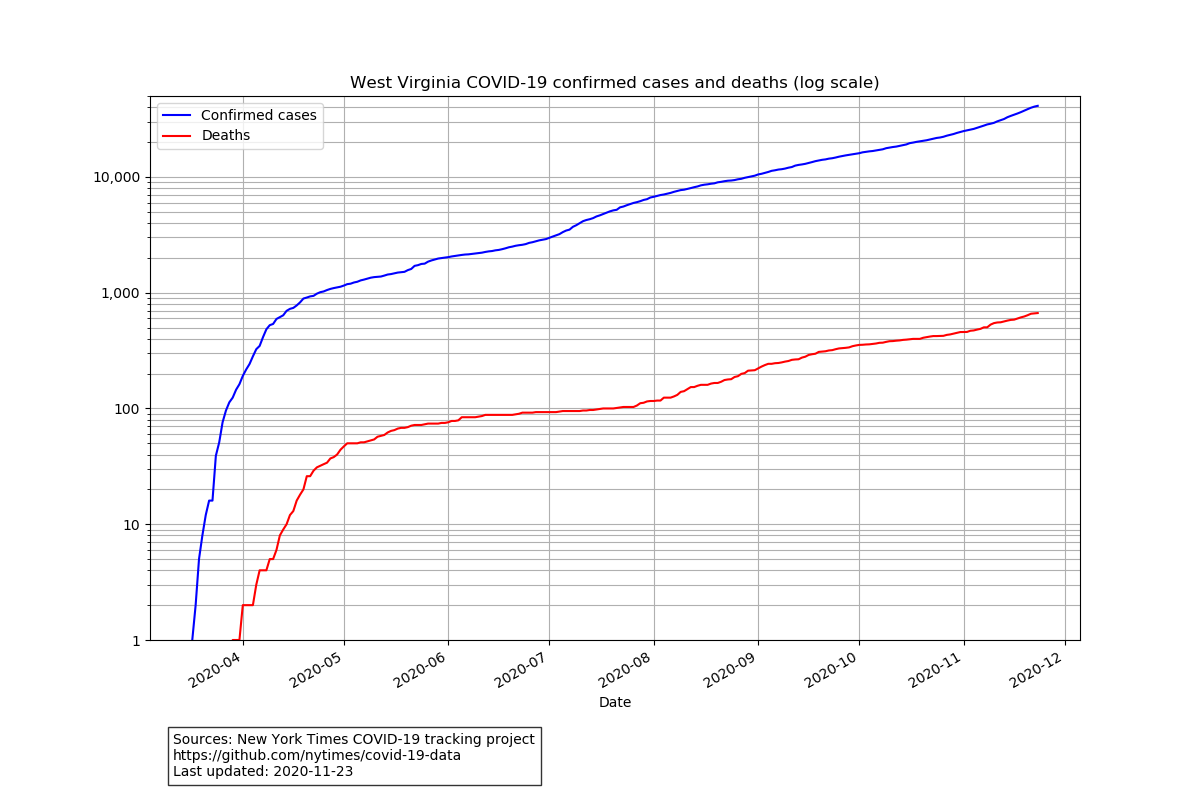 West Virginia COVID-19 confirmed cases and deaths (log scale)
Confirmed cases
Deaths
10,000
1,000
100
10
1
2020-04
2020-05
2020-06
2020-07
2020-08
2020-09
2020-10
2020-11
2020-12
Date
Sources: New York Times COVID-19 tracking project
https://github.com/nytimes/covid-19-data
Last updated: 2020-11-23